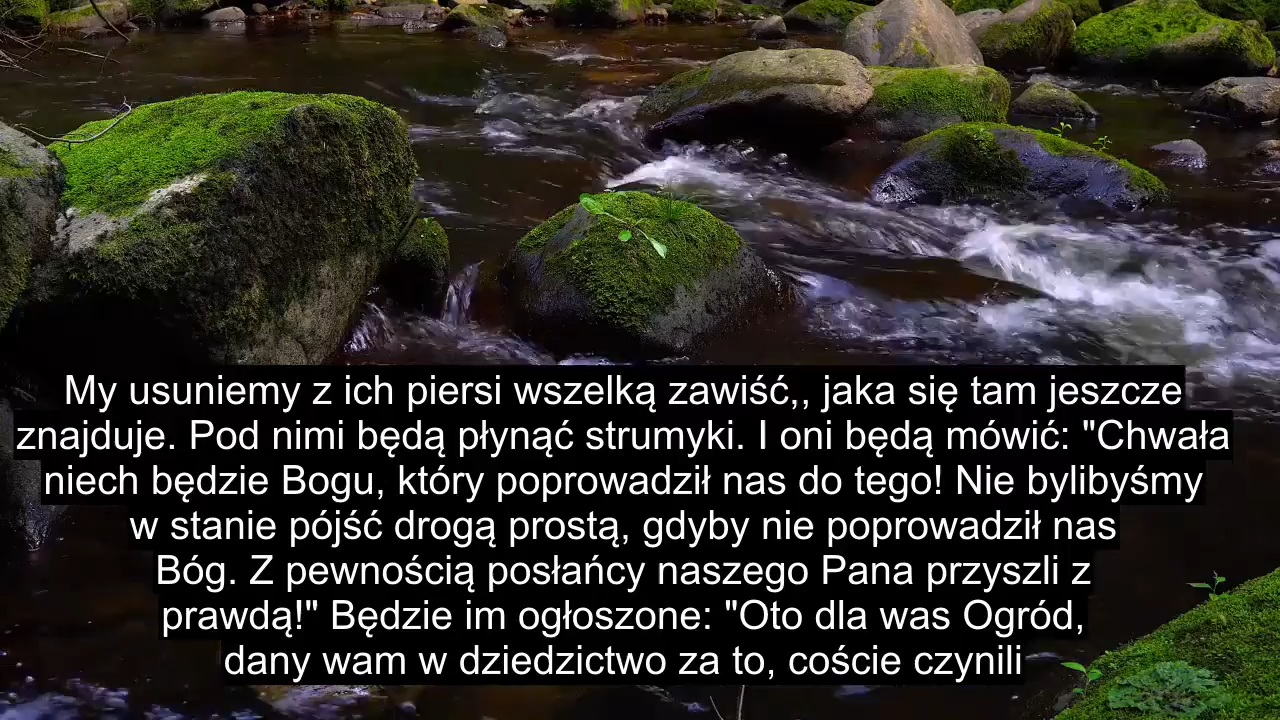 My usuniemy z ich piersi wszelką zawiść,, jaka się tam jeszcze
znajduje. Pod nimi będą płynąć strumyki. I oni będą mówić: "Chwała
niech będzie Bogu, który poprowadził nas do tego! Nie bylibyśmy
w stanie pójść drogą prostą, gdyby nie poprowadził nas
Bóg. Z pewnością posłańcy naszego Pana przyszli z
prawdą!" Będzie im ogłoszone: "Oto dla was Ogród,
dany wam w dziedzictwo za to, coście czynili